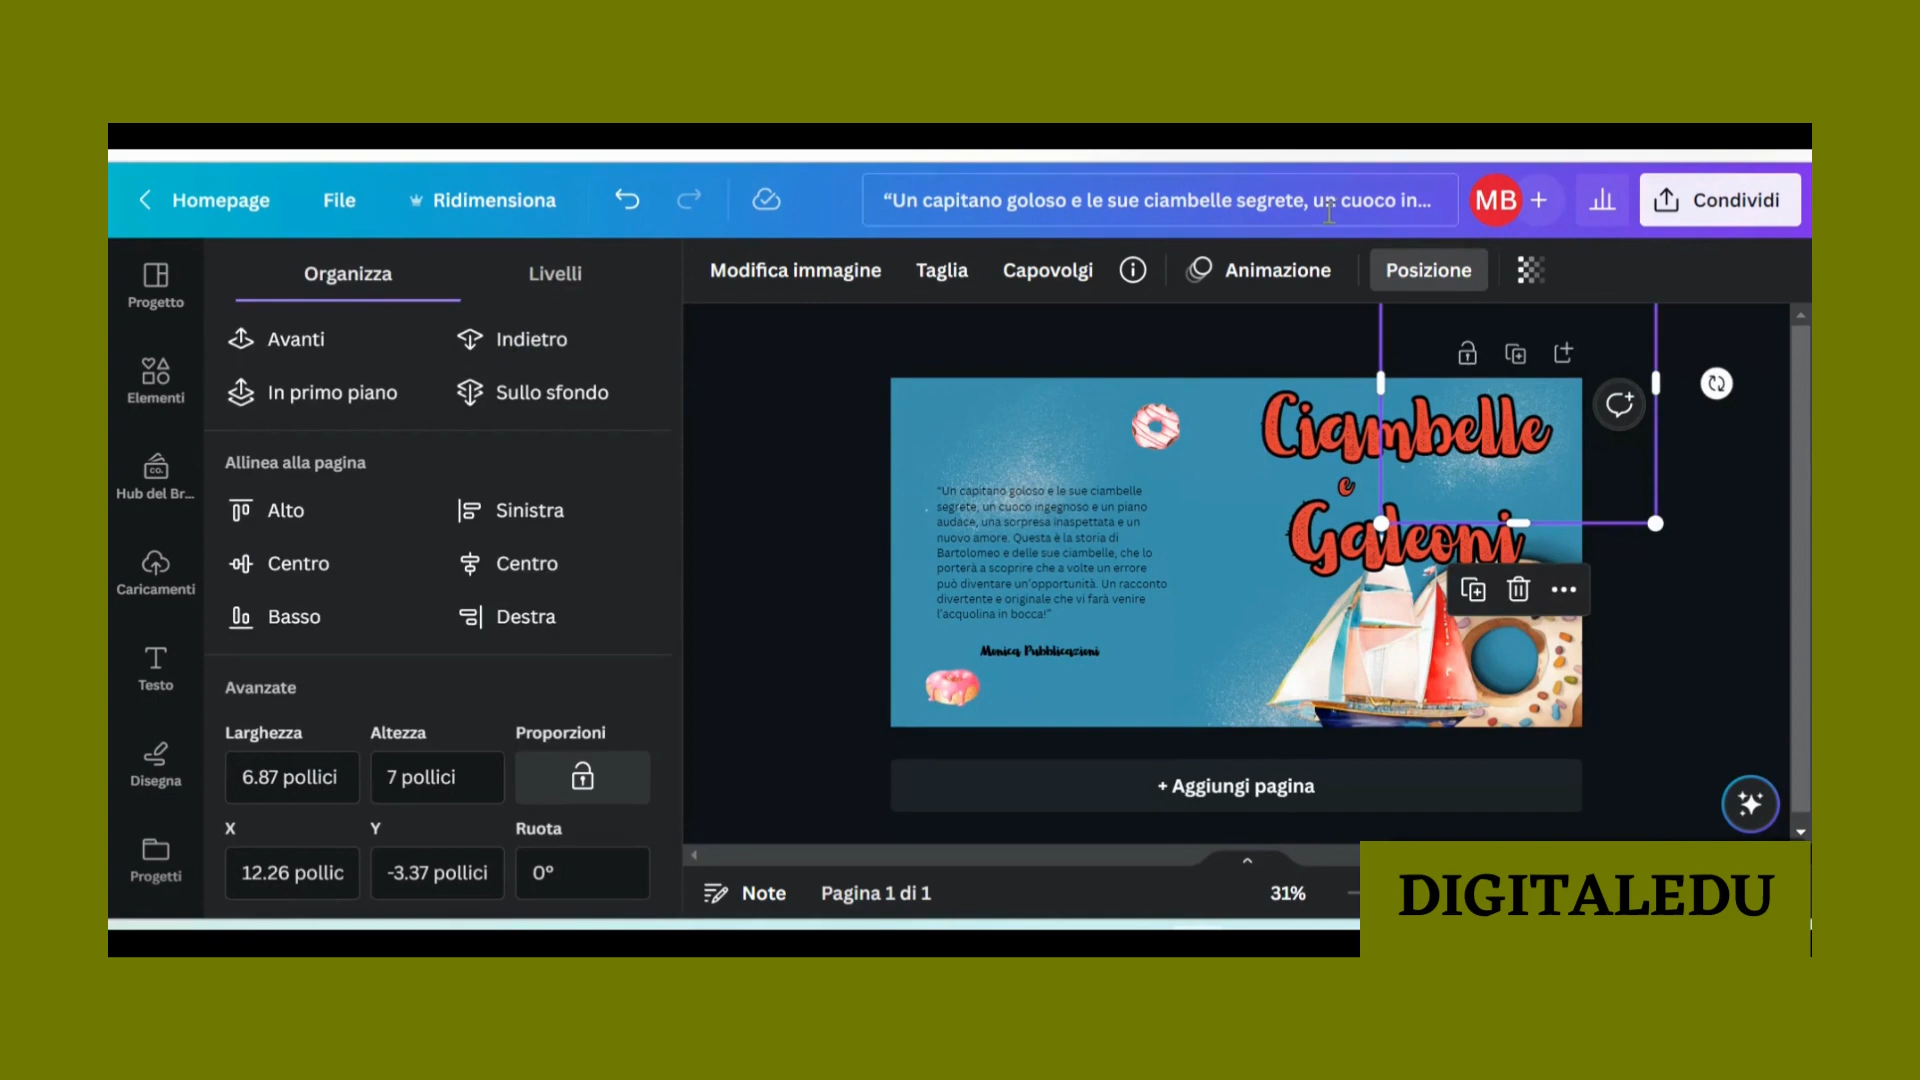 Homepage
File
Ridimensiona
“Un capitano goloso e le sue ciambelle segrete, un cuoco in...
MB
Condividi
Organizza
Livelli
Modifica immagine
Taglia
Capovolgi
Animazione
Posizione
Progetto
Elementi
Hub del Br...
Caricamenti
Testo
Disegna
Progetti
Avanti
Indietro
In primo piano
Sullo sfondo
Allinea alla pagina
Alto
Sinistra
Centro
Centro
Basso
Destra
Avanzate
Larghezza
Altezza
Proporzioni
6.87 pollici
7 pollici
X
Y
Ruota
12.26 pollic
-3.37 pollici
0°
Ciambelle
e
Galeoni
“Un capitano goloso e le sue ciambelle
segrete, un cuoco ingegnoso e un piano
audace, una sorpresa inaspettata e un
nuovo amore. Questa è la storia di
Bartolomeo e delle sue ciambelle, che lo
porterà a scoprire che a volte un errore
può diventare un’opportunità. Un racconto
divertente e originale che vi farà venire
l’acquolina in bocca!”
Monica Pubblicazioni
+ Aggiungi pagina
Note
Pagina 1 di 1
31%
DIGITALEDU